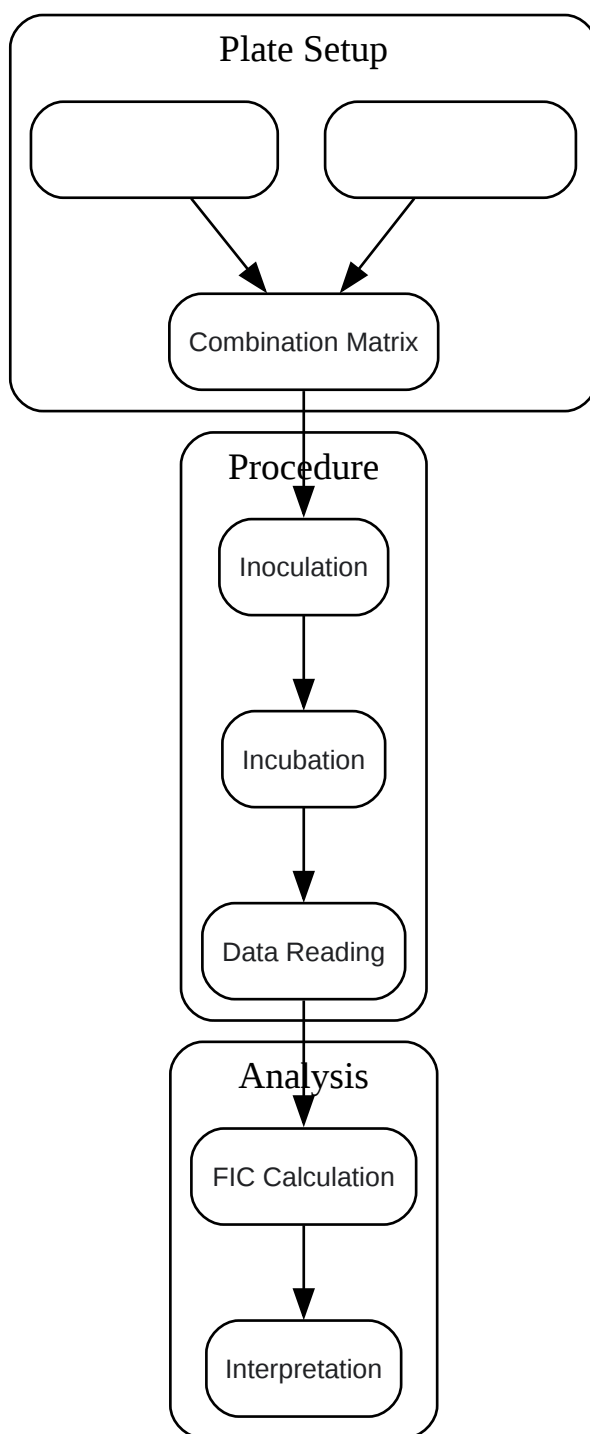 Plate Setup
Combination Matrix
Procedure
Inoculation
Incubation
Data Reading
Analysis
FIC Calculation
Interpretation